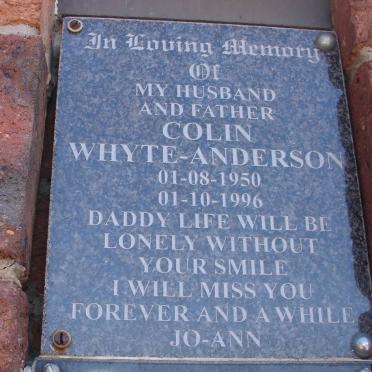 In Loving Memory
Of
MY HUSBAND
AND FATHER
COLIN
WHYTE-ANDERSON
01-08-1950
01-10-1996
DADDY LIFE WILL BE
LONELY WITHOUT
YOUR SMILE
I WILL MISS YOU
FOREVER AND A WHILE
JO-ANN